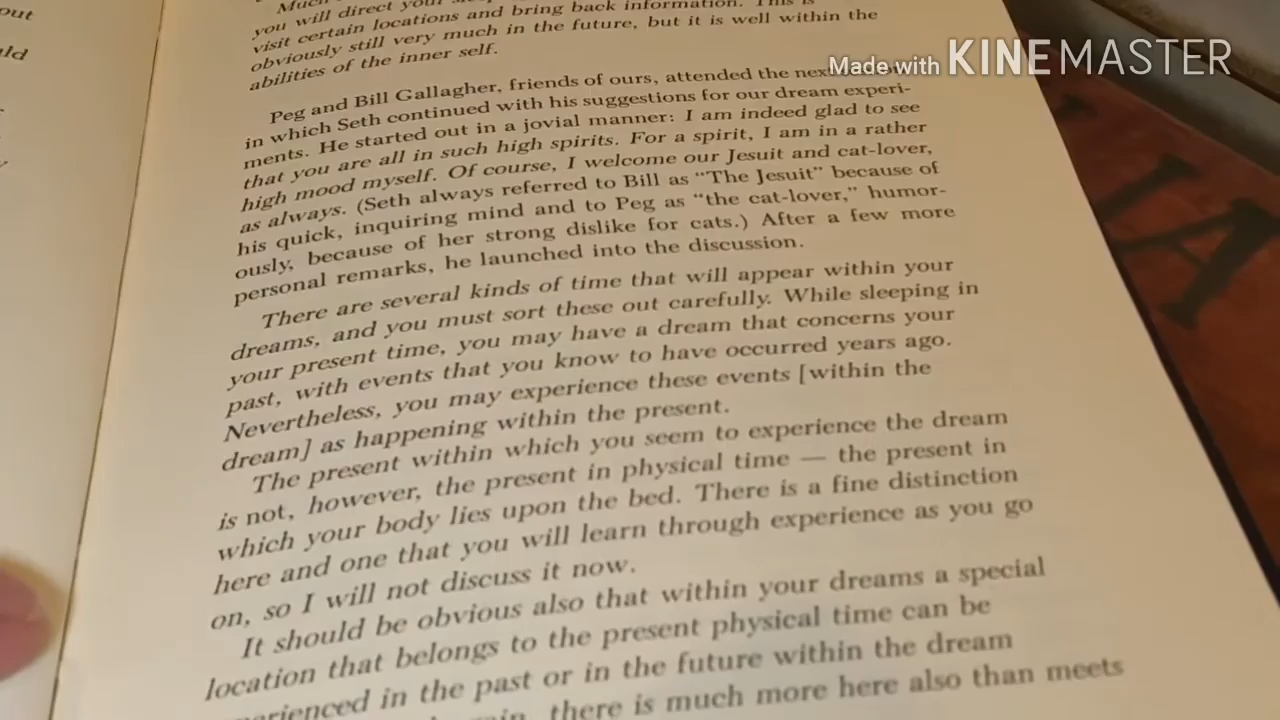 out
uld
Much
you will direct your
visit certain locations and bring back information. This is
obviously still very much in the future, but it is well within the
abilities of the inner self.
Peg and Bill Gallagher, friends of ours, attended the next
in which Seth continued with his suggestions for our dream experi-
ments. He started out in a jovial manner: I am indeed glad to see
that you are all in such high spirits. For a spirit, I am in a rather
high mood myself. Of course, I welcome our Jesuit and cat-lover,
as always. (Seth always referred to Bill as “The Jesuit” because of
his quick, inquiring mind and to Peg as “the cat-lover,” humor-
ously, because of her strong dislike for cats.) After a few more
personal remarks, he launched into the discussion.
There are several kinds of time that will appear within your
dreams, and you must sort these out carefully. While sleeping in
your present time, you may have a dream that concerns your
past, with events that you know to have occurred years ago.
Nevertheless, you may experience these events [within the
dream] as happening within the present.
The present within which you seem to experience the dream
is not, however, the present in physical time — the present in
which your body lies upon the bed. There is a fine distinction
here and one that you will learn through experience as you go
on, so I will not discuss it now.
It should be obvious also that within your dreams a special
location that belongs to the present physical time can be
in the past or in the future within the dream
there is much more here also than meets
Made with KINEMASTER
IA